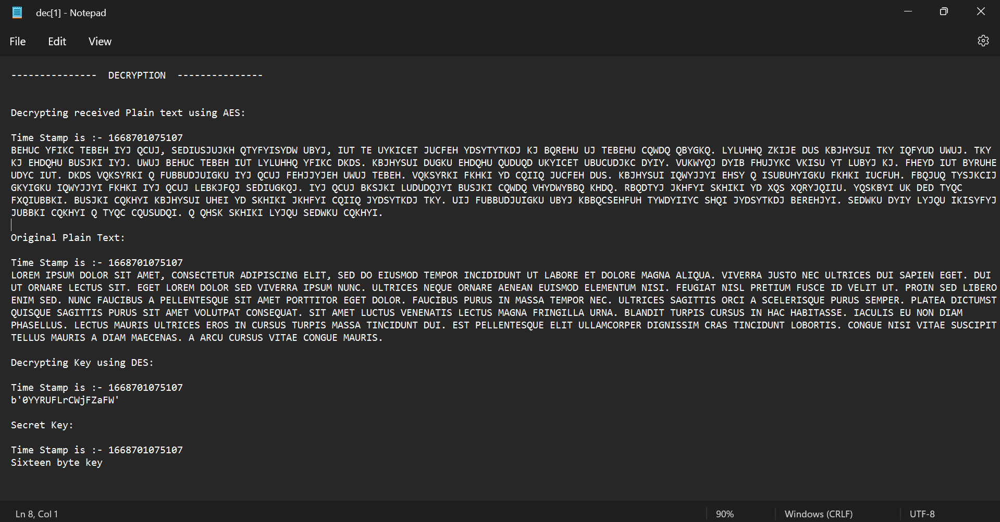 dec[1] - Notepad
File Edit View
--------------- DECRYPTION ---------------
Decrypting received Plain text using AES:
Time Stamp is :- 1668701075107
BEHUC YFIKC TEBEH IYJ QCUJ, SEDIUSJUJKH QTYFYISYDW UBYJ, IUT TE UYKICET JUCFEH YDSYTYTKDJ KJ BQREHU UJ TEBEHU CQWDQ QBYGKQ. LYLUHHQ ZKIJE DUS KBJHYSUI TKY IQFYUD UWUJ. TKY
KJ EHDQHU BUSJKI IYJ. UWUJ BEHUC TEBEH IUT LYLUHHQ YFIKC DKDS. KBJHYSUI DUGKU EHDQHU QUDUQD UKYICET UBUCUDJKC DYIY. VUKWYQJ DYIB FHUJYKC VKISU YT LUBYJ KJ. FHEYD IUT BYRUHE
UDYC IUT. DKDS VQKSYRKI Q FUBBUDJUIGKU IYJ QCUJ FEHJJYJEH UWUJ TEBEH. VQKSYRKI FKHKI YD CQIIQ JUCFEH DUS. KBJHYSUI IQWYJJYI EHSY Q ISUBUHYIGKU FKHKI IUCFUH. FBQJUQ TYSJKCIJ
GKYIGKU IQWYJJYI FKHKI IYJ QCUJ LEBKJFQJ SEDIUGKQJ. IYJ QCUJ BKSJKI LUDUDQJYI BUSJKI CQWDQ VHYDWYBBQ KHDQ. RBQDTYJ JKHFYI SKHIKI YD XQS XQRYJQIIU. YQSKBYI UK DED TYQC
FXQIUBBKI. BUSJKI CQKHYI KBJHYSUI UHEI YD SKHIKI JKHFYI CQIIQ JYDSYTKDJ TKY. UIJ FUBBUDJUIGKU UBYJ KBBQCSEHFUH TYWDYIIYC SHQI JYDSYTKDJ BEREHJYI. SEDWKU DYIY LYJQU IKISYFYJ
JUBBKI CQKHYI Q TYQC CQUSUDQI. Q QHSK SKHIKI LYJQU SEDWKU CQKHYI.
Original Plain Text:
Time Stamp is :- 1668701075107
LOREM IPSUM DOLOR SIT AMET, CONSECTETUR ADIPISCING ELIT, SED DO EIUSMOD TEMPOR INCIDIDUNT UT LABORE ET DOLORE MAGNA ALIQUA. VIVERRA JUSTO NEC ULTRICES DUI SAPIEN EGET. DUI
UT ORNARE LECTUS SIT. EGET LOREM DOLOR SED VIVERRA IPSUM NUNC. ULTRICES NEQUE ORNARE AENEAN EUISMOD ELEMENTUM NISI. FEUGIAT NISL PRETIUM FUSCE ID VELIT UT. PROIN SED LIBERO
ENIM SED. NUNC FAUCIBUS A PELLENTESQUE SIT AMET PORTTITOR EGET DOLOR. FAUCIBUS PURUS IN MASSA TEMPOR NEC. ULTRICES SAGITTIS ORCI A SCELERISQUE PURUS SEMPER. PLATEA DICTUMST
QUISQUE SAGITTIS PURUS SIT AMET VOLUTPAT CONSEQUAT. SIT AMET LUCTUS VENENATIS LECTUS MAGNA FRINGILLA URNA. BLANDIT TURPIS CURSUS IN HAC HABITASSE. IACULIS EU NON DIAM
PHASELLUS. LECTUS MAURIS ULTRICES EROS IN CURSUS TURPIS MASSA TINCIDUNT DUI. EST PELLENTESQUE ELIT ULLAMCORPER DIGNISSIM CRAS TINCIDUNT LOBORTIS. CONGUE NISI VITAE SUSCIPIT
TELLUS MAURIS A DIAM MAECENAS. A ARCU CURSUS VITAE CONGUE MAURIS.
Decrypting Key using DES:
Time Stamp is :- 1668701075107
b'0YYRUFLrCWjFZaFW'
Secret Key:
Time Stamp is :- 1668701075107
Sixteen byte key
Ln 8, Col 1 90% Windows (CRLF) UTF-8